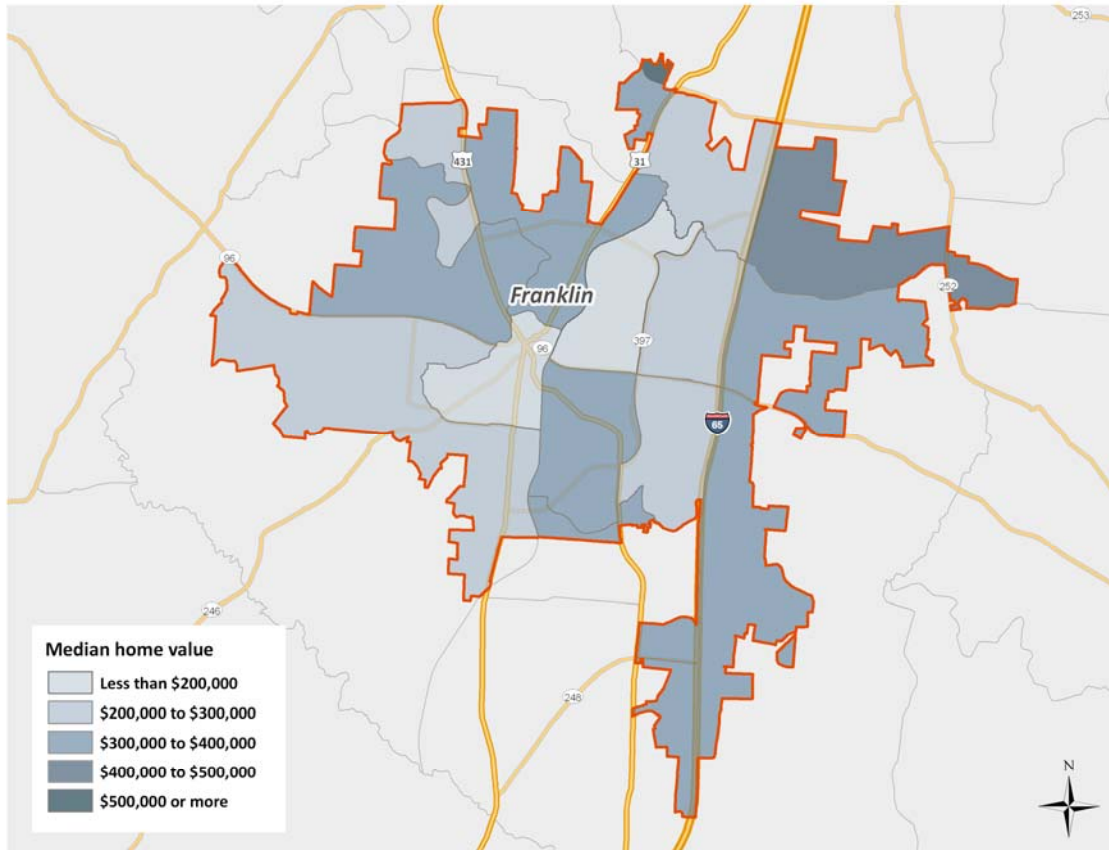 253
431
31
96
252
Franklin
96
397
65
246
248
Median home value
Less than $200,000
$200,000 to $300,000
$300,000 to $400,000
$400,000 to $500,000
$500,000 or more
N